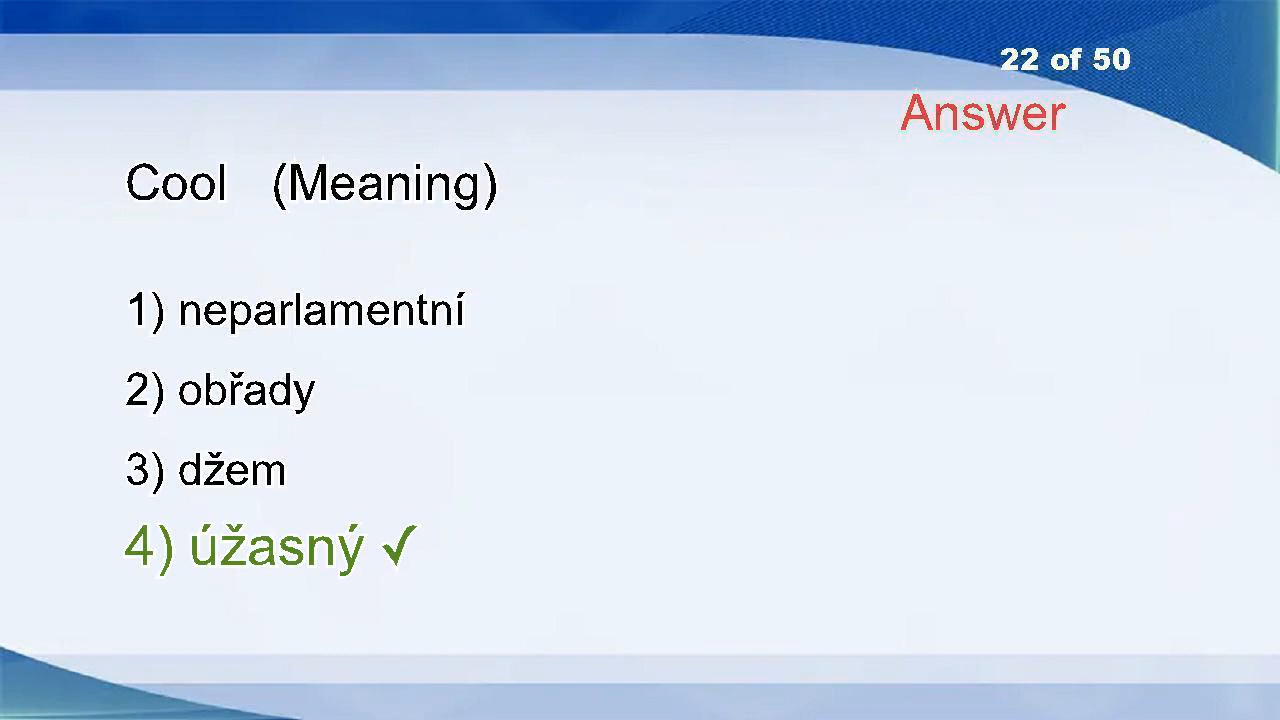 22 of 50
Answer
Cool (Meaning)
1) neparlamentní
2) obřady
3) džem
4) úžasný ✓